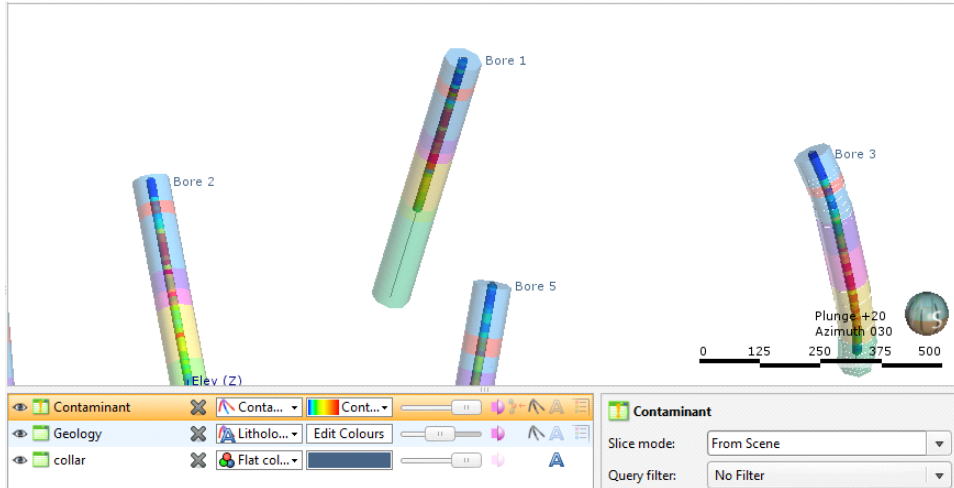 Bore 1
Bore 2
Bore 3
Bore 5
Plunge +20
Azimuth 030
S
0 125 250 375 500
Elev (Z)
Contaminant Conta... Cont...
Geology Litholo... Edit Colours
collar Flat col...
Contaminant
Slice mode: From Scene
Query filter: No Filter